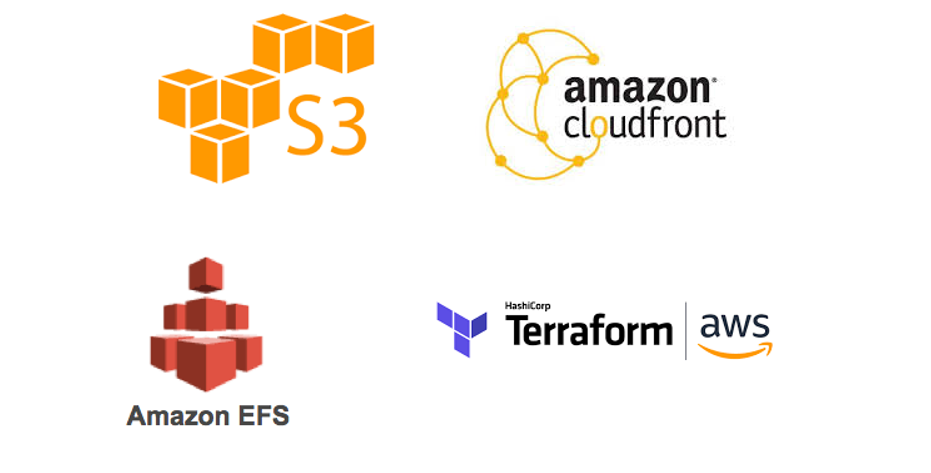 S3
amazon®
cloudfront
Amazon EFS
HashiCorp
Terraform
aws